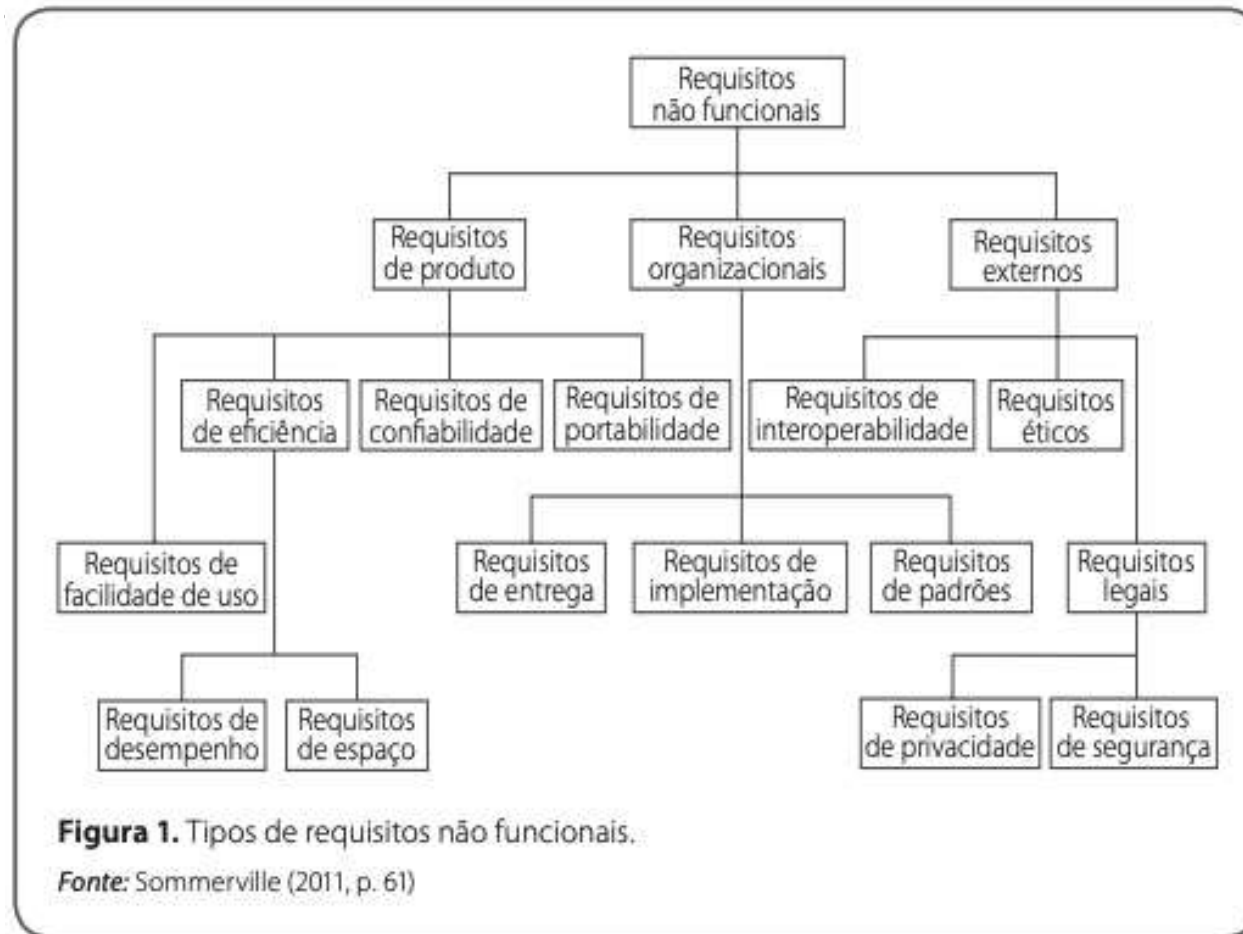 Requisitos
não funcionais
Requisitos
de produto
Requisitos
organizacionais
Requisitos
externos
Requisitos
de eficiência
Requisitos de
confiabilidade
Requisitos de
portabilidade
Requisitos de
interoperabilidade
Requisitos
éticos
Requisitos de
facilidade de uso
Requisitos
de entrega
Requisitos de
implementação
Requisitos
de padrões
Requisitos
legais
Requisitos de
desempenho
Requisitos
de espaço
Requisitos
de privacidade
Requisitos
de segurança
Figura 1. Tipos de requisitos não funcionais.
Fonte: Sommerville (2011, p. 61)